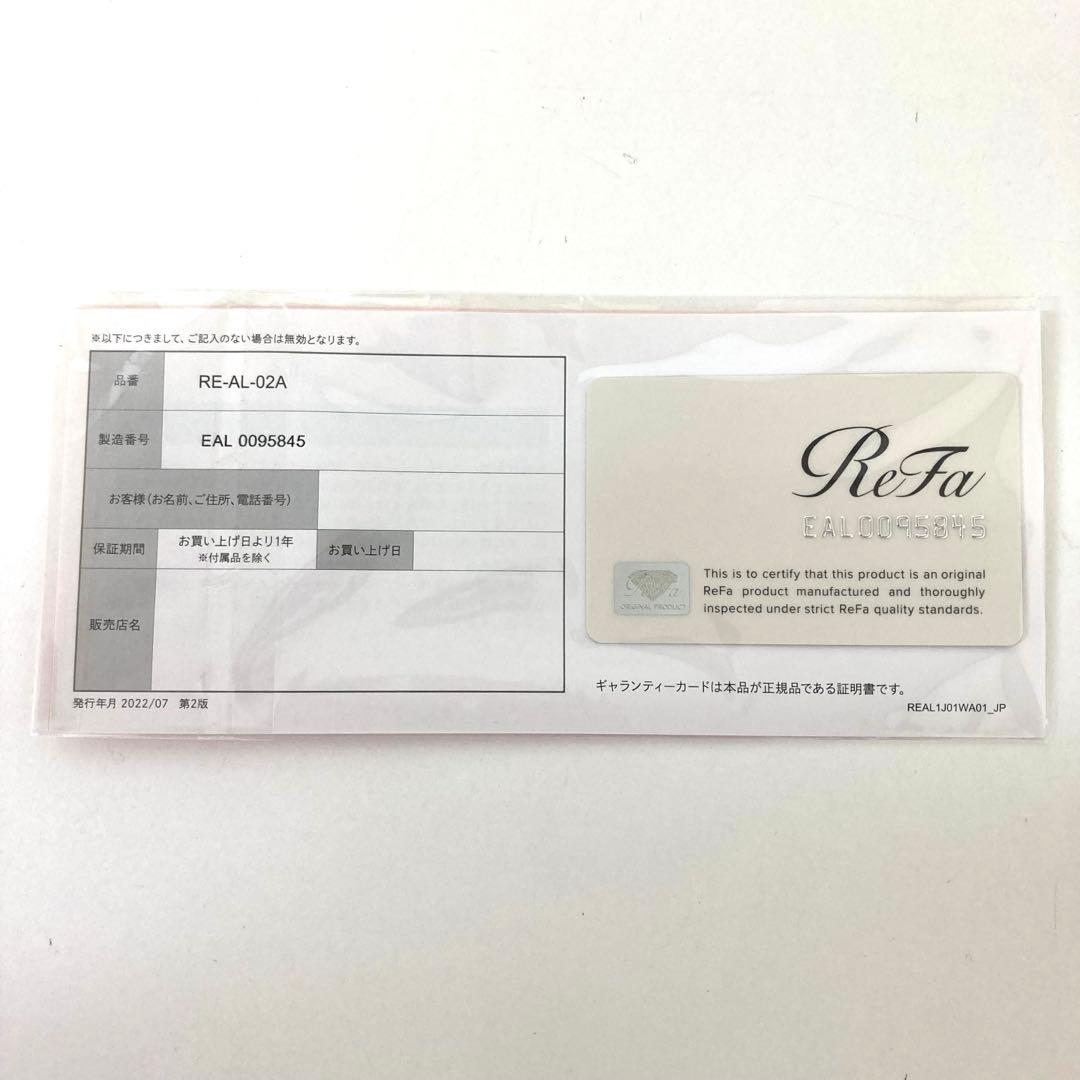 ※以下につきまして、ご記入のない場合は無効となります。
品番 RE-AL-02A
製造番号 EAL 0095845
お客様(お名前、ご住所、電話番号)
保証期間 お買い上げ日より1年 お買い上げ日
※付属品を除く
販売店名
発行年月 2022/07 第2版
ReFa
EAL0095845
ReFa
ORIGINAL PRODUCT
This is to certify that this product is an original
ReFa product manufactured and thoroughly
inspected under strict ReFa quality standards.
ギャランティーカードは本品が正規品である証明書です。
REAL1J01WA01_JP